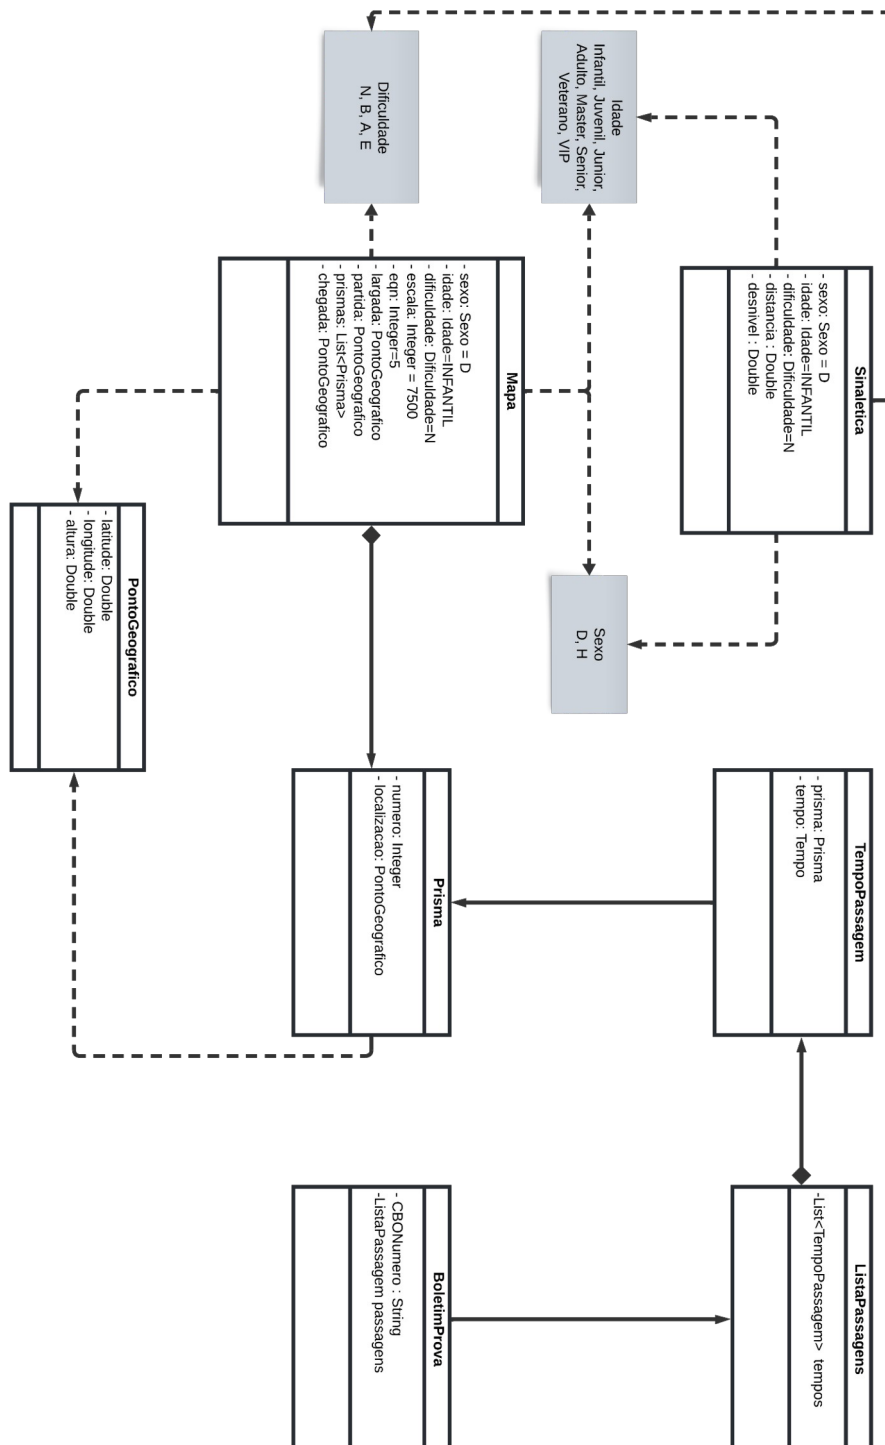 Sinaletica
- sexo: Sexo = D
- idade: Idade=INFANTIL
- dificuldade: Dificuldade=N
- distancia : Double
- desnivel : Double
TempoPassagem
- prisma: Prisma
- tempo: Tempo
ListaPassagens
-List<TempoPassagem> tempos
Idade
Infantil, Juvenil, Junior,
Adulto, Master, Senior,
Veterano, VIP
Sexo
D, H
Mapa
- sexo: Sexo = D
- idade: Idade=INFANTIL
- dificuldade: Dificuldade=N
- escala: Integer = 7500
- eqn: Integer=5
- largada: PontoGeografico
- partida: PontoGeografico
- prismas: List<Prisma>
- chegada: PontoGeografico
Prisma
- numero: Integer
- localizacao: PontoGeografico
BoletimProva
- CBONumero : String
-ListaPassagem passagens
Dificuldade
N, B, A, E
PontoGeografico
- latitude: Double
- longitude: Double
- altura: Double